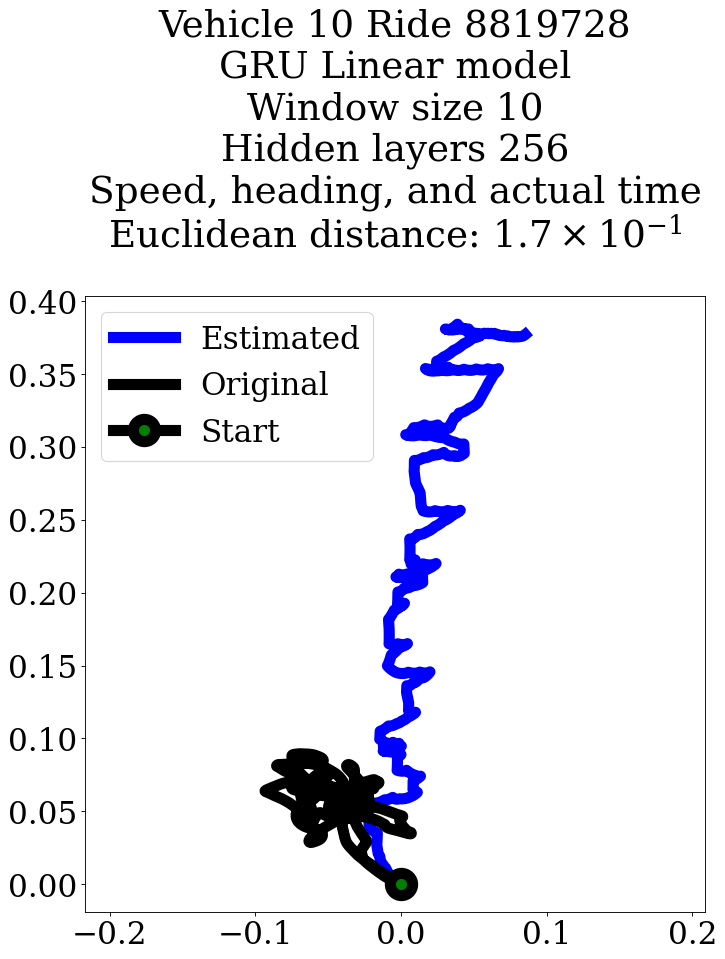 Vehicle 10 Ride 8819728
GRU Linear model
Window size 10
Hidden layers 256
Speed, heading, and actual time
Euclidean distance: 1.7 × 10⁻¹
Estimated
Original
Start
0.40
0.35
0.30
0.25
0.20
0.15
0.10
0.05
0.00
−0.2
−0.1
0.0
0.1
0.2